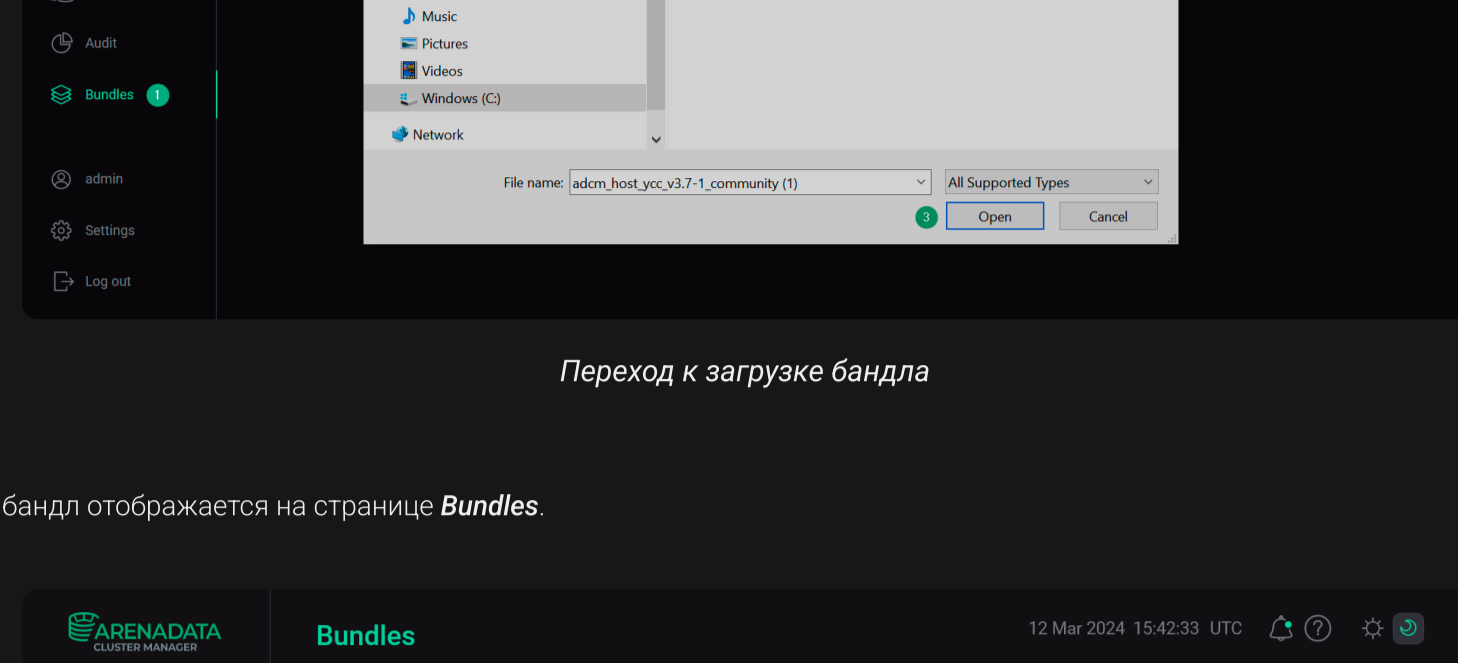 Music
Audit
Pictures
Videos
Bundles 1
Windows (C:)
Network
admin
File name: adcm_host_ycc_v3.7-1_community (1) All Supported Types
3 Open Cancel
Settings
Log out
Переход к загрузке бандла
бандл отображается на странице Bundles.
ARENADATA
CLUSTER MANAGER
Bundles
12 Mar 2024 15:42:33 UTC